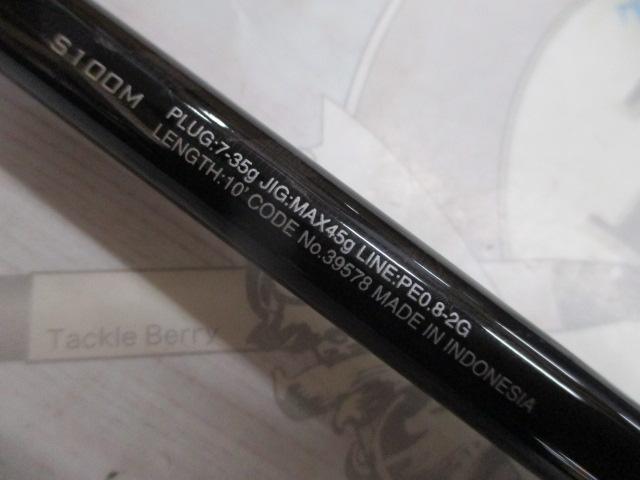 S100M
PLUG:7-35g JIG:MAX45g LINE:PE0.8-2G
LENGTH:10' CODE No.39578 MADE IN INDONESIA
Tackle Berry